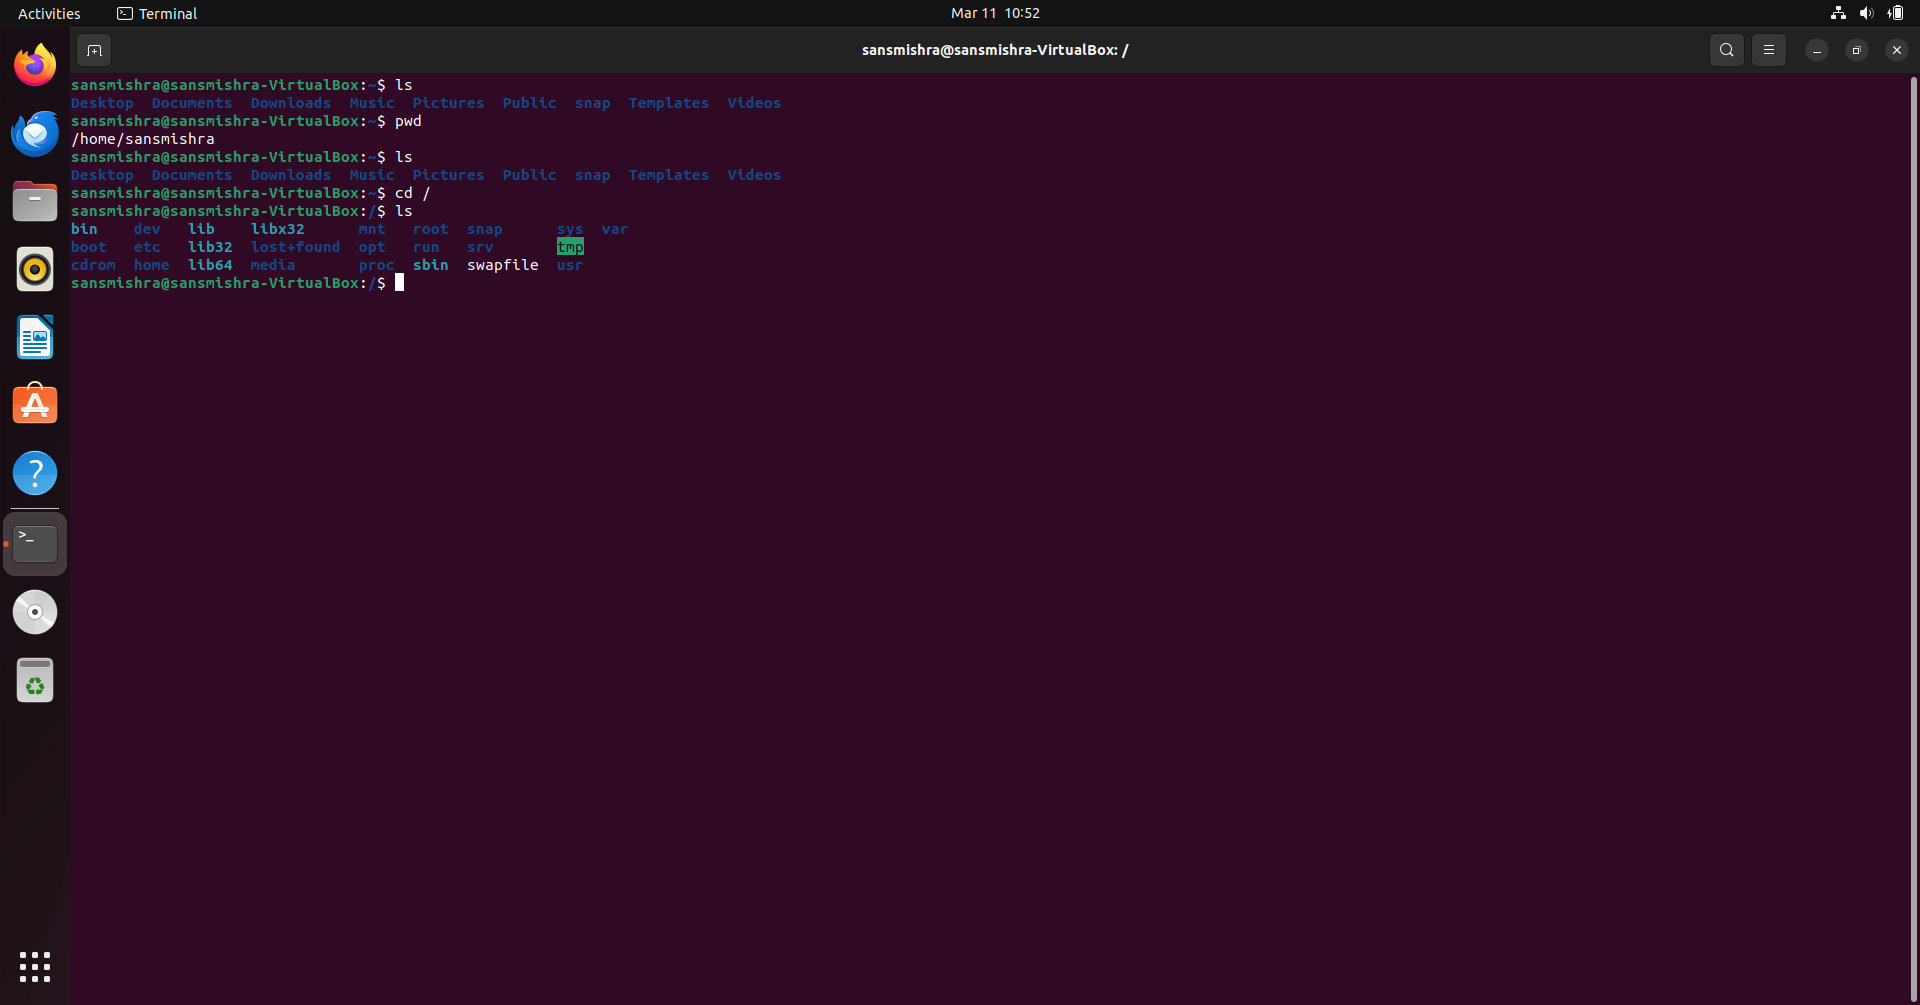 Activities Terminal Mar 11 10:52
sansmishra@sansmishra-VirtualBox: /
sansmishra@sansmishra-VirtualBox:~$ ls
Desktop Documents Downloads Music Pictures Public snap Templates Videos
sansmishra@sansmishra-VirtualBox:~$ pwd
/home/sansmishra
sansmishra@sansmishra-VirtualBox:~$ ls
Desktop Documents Downloads Music Pictures Public snap Templates Videos
sansmishra@sansmishra-VirtualBox:~$ cd /
sansmishra@sansmishra-VirtualBox:/$ ls
bin dev lib libx32 mnt root snap sys var
boot etc lib32 lost+found opt run srv tmp
cdrom home lib64 media proc sbin swapfile usr
sansmishra@sansmishra-VirtualBox:/$